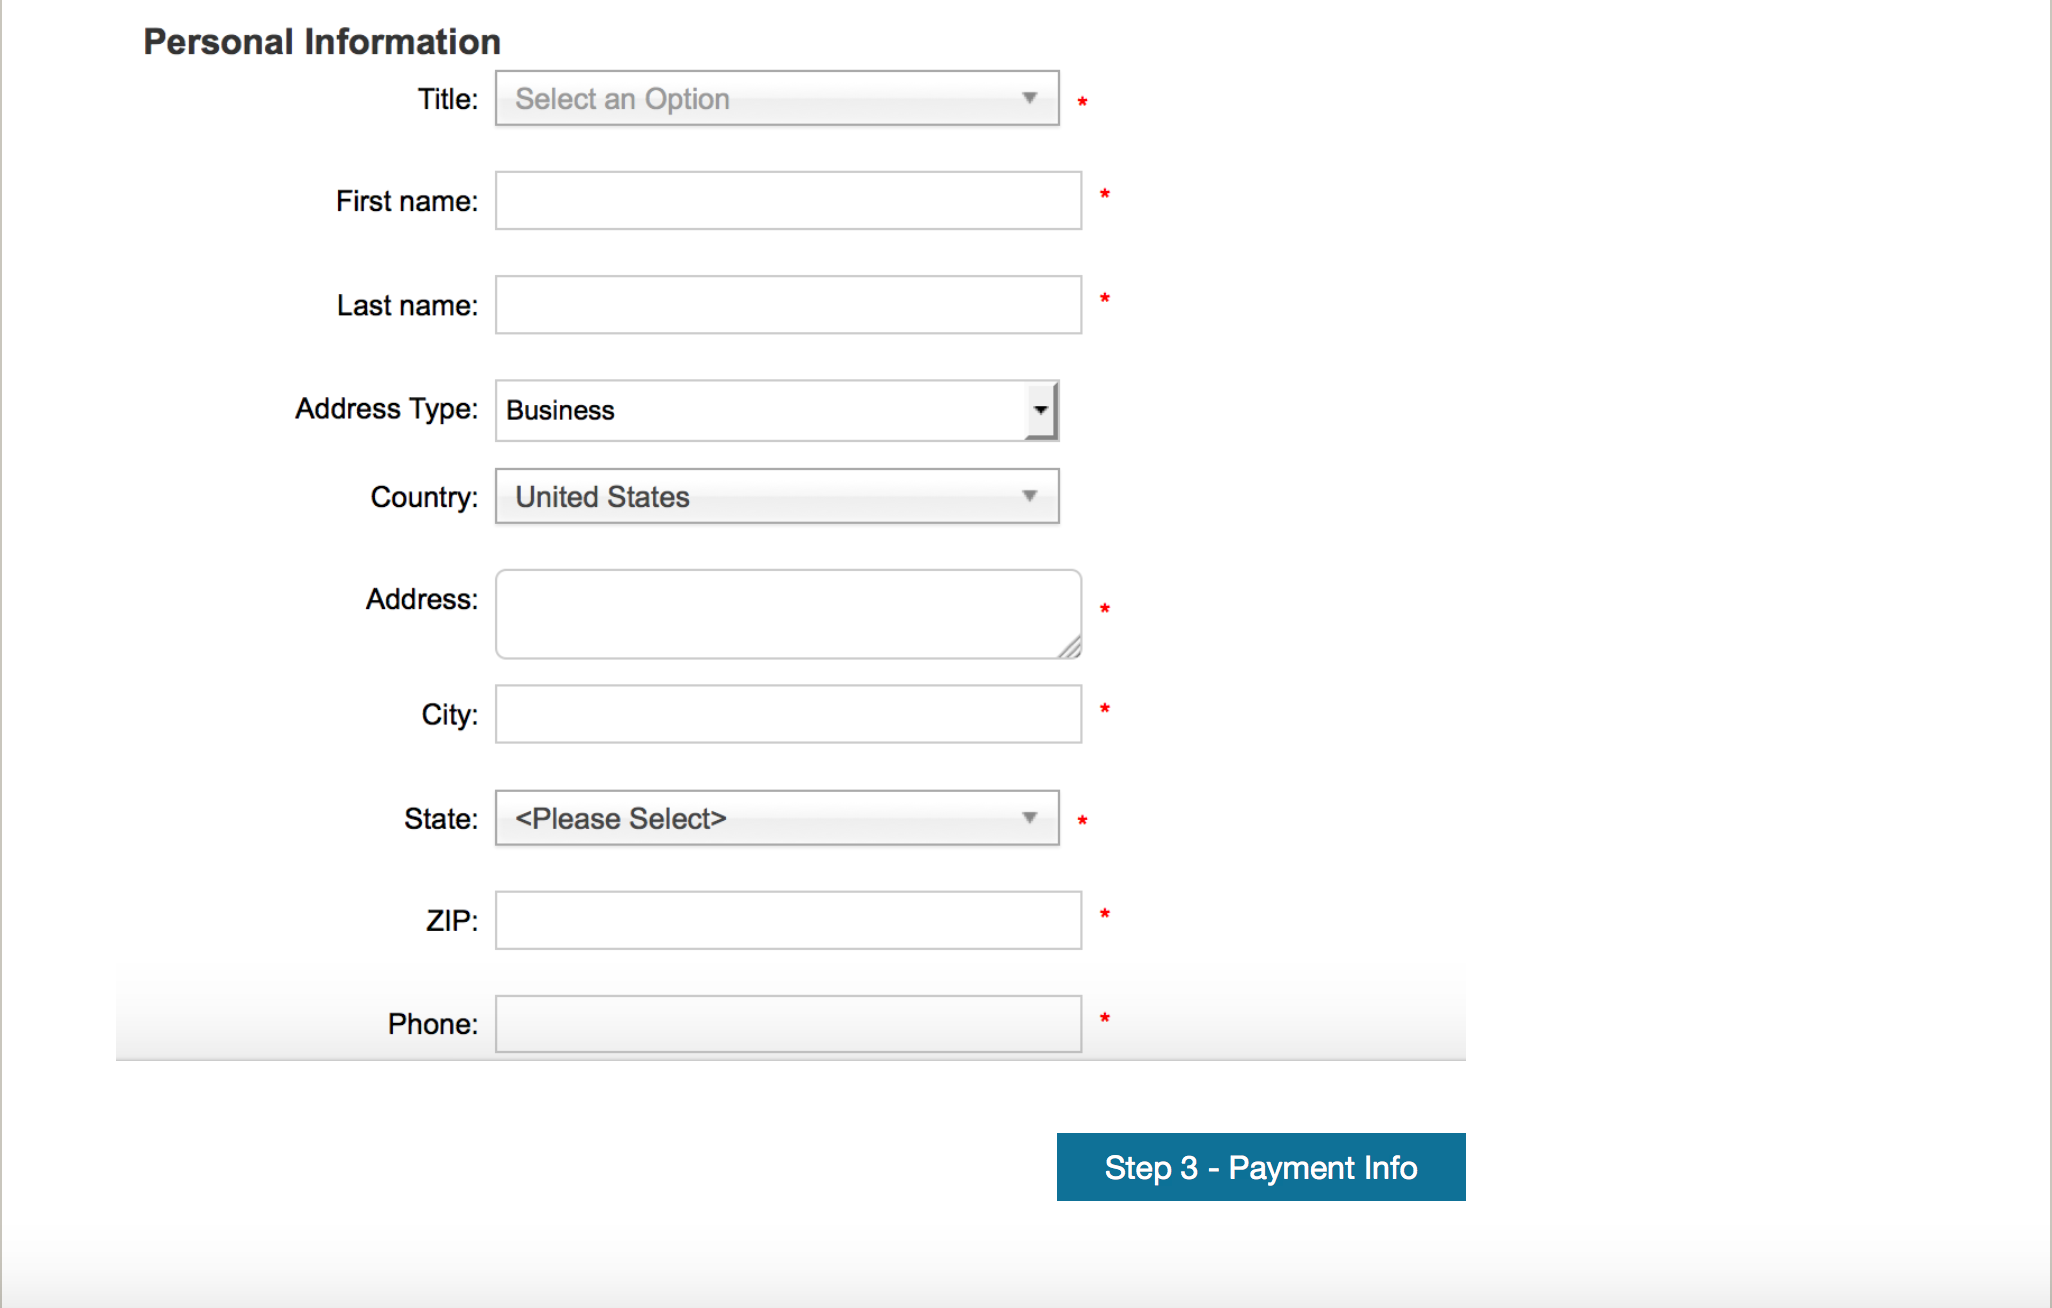 Personal Information
Title: Select an Option *
First name: *
Last name: *
Address Type: Business
Country: United States
Address: *
City: *
State: <Please Select> *
ZIP: *
Phone: *
Step 3 - Payment Info